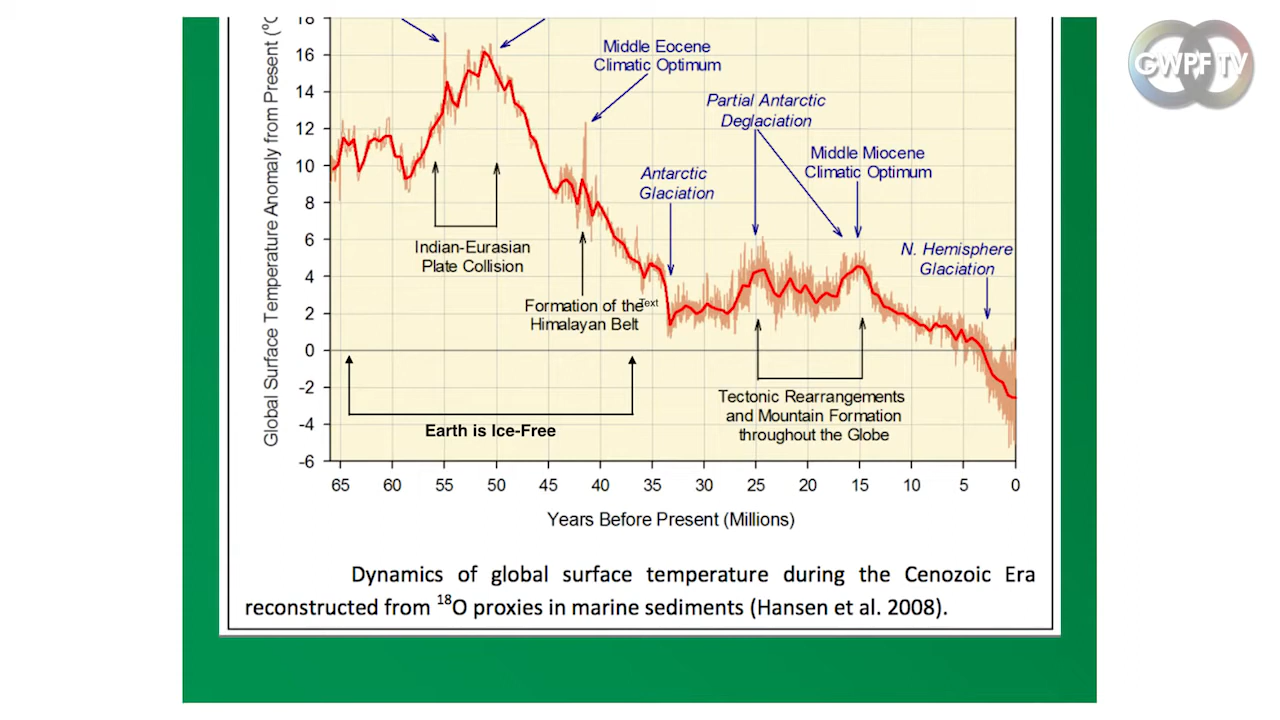 GWPF TV
18
16
14
12
10
8
6
4
2
0
-2
-4
-6
Global Surface Temperature Anomaly from Present (°C
Middle Eocene
Climatic Optimum
Partial Antarctic
Deglaciation
Middle Miocene
Climatic Optimum
Antarctic
Glaciation
N. Hemisphere
Glaciation
Indian-Eurasian
Plate Collision
Formation of the Text
Himalayan Belt
Earth is Ice-Free
Tectonic Rearrangements
and Mountain Formation
throughout the Globe
65 60 55 50 45 40 35 30 25 20 15 10 5 0
Years Before Present (Millions)
Dynamics of global surface temperature during the Cenozoic Era
reconstructed from ¹⁸O proxies in marine sediments (Hansen et al. 2008).